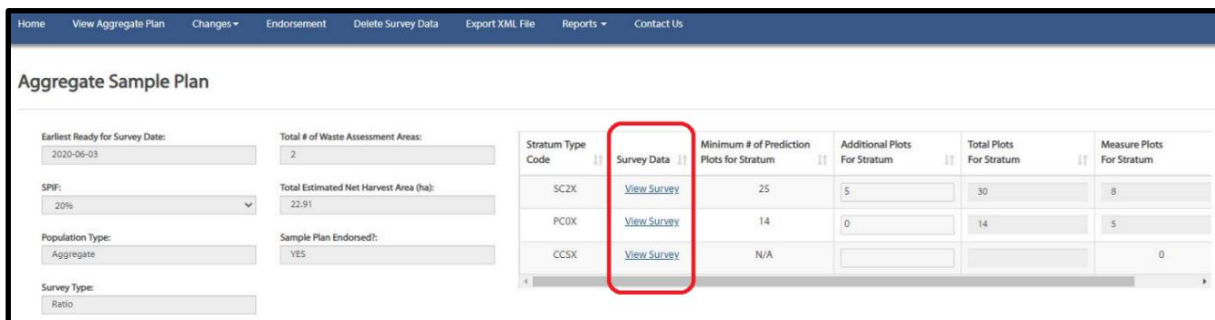 Home View Aggregate Plan Changes Endorsement Delete Survey Data Export XML File Reports Contact Us
Aggregate Sample Plan
Earliest Ready for Survey Date:
2020-06-03
SPIF:
20%
Population Type:
Aggregate
Survey Type:
Ratio
Total # of Waste Assessment Areas:
2
Total Estimated Net Harvest Area (ha):
22.91
Sample Plan Endorsed?:
YES
Stratum Type Code Survey Data Minimum # of Prediction Plots for Stratum Additional Plots For Stratum Total Plots For Stratum Measure Plots For Stratum
SC2X View Survey 25 5 30 8
PC0X View Survey 14 0 14 5
CC5X View Survey N/A 0